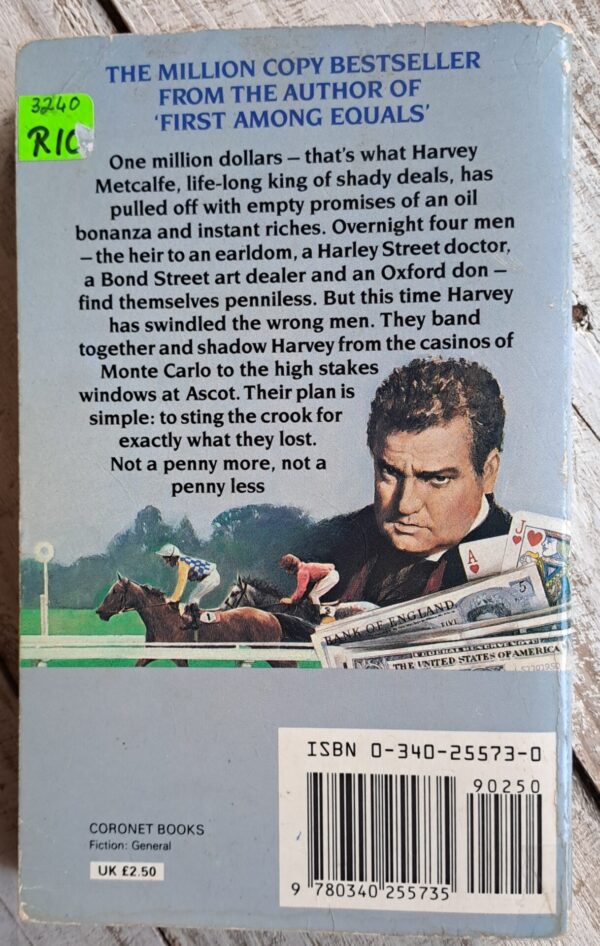 THE MILLION COPY BESTSELLER
FROM THE AUTHOR OF
'FIRST AMONG EQUALS'
3240
R10
One million dollars – that's what Harvey
Metcalfe, life-long king of shady deals, has
pulled off with empty promises of an oil
bonanza and instant riches. Overnight four men
– the heir to an earldom, a Harley Street doctor,
a Bond Street art dealer and an Oxford don –
find themselves penniless. But this time Harvey
has swindled the wrong men. They band
together and shadow Harvey from the casinos of
Monte Carlo to the high stakes
windows at Ascot. Their plan is
simple: to sting the crook for
exactly what they lost.
Not a penny more, not a
penny less
A
J
5
BANK OF ENGLAND
FIVE
FEDERAL RESERVE NOTE
THE UNITED STATES OF AMERICA
ISBN 0-340-25573-0
90250
CORONET BOOKS
Fiction: General
UK £2.50
9 780340 255735